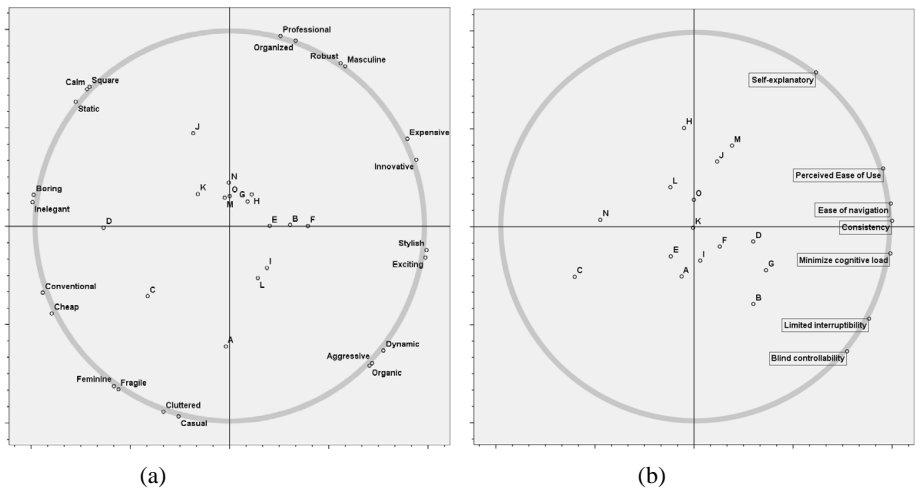 Professional
Organized
Robust
Masculine
Calm Square
Static
J
Expensive
Innovative
N
K
O
G
H
M
Boring
Inelegant
D
E B F
Stylish
Exciting
I
L
Conventional
Cheap
C
A
Dynamic
Aggressive
Organic
Feminine
Fragile
Cluttered
Casual
(a)
Self-explanatory
H
M
J
Perceived Ease of Use
L
O
N
Ease of navigation
K
Consistency
D
F
E
I
Minimize cognitive load
G
C
A
B
Limited interruptibility
Blind controllability
(b)